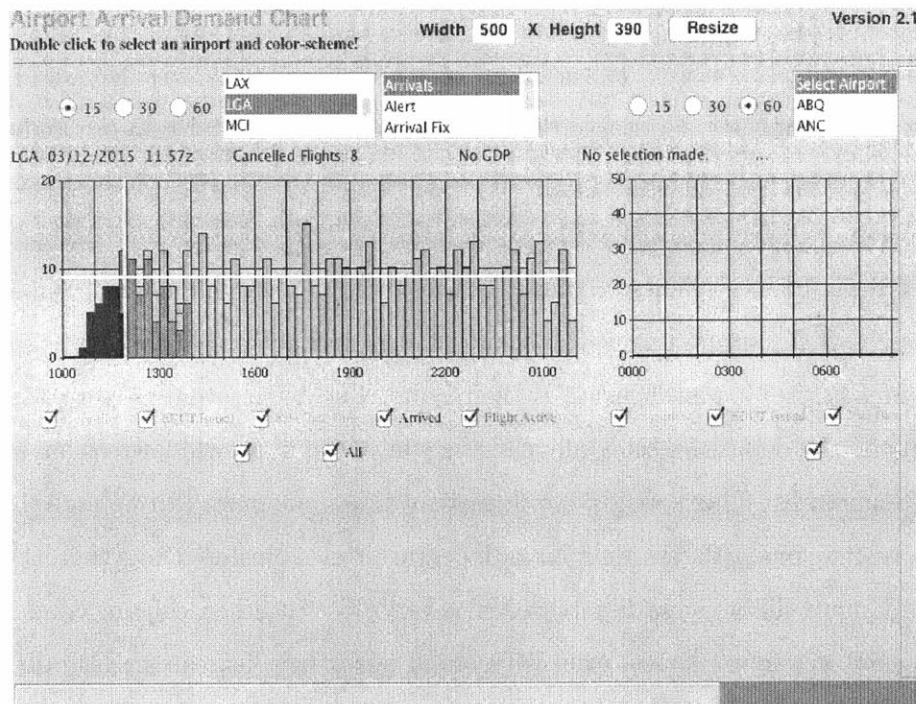 Airport Arrival Demand Chart
Double click to select an airport and color-scheme!
Width 500 X Height 390 Resize
Version 2.1
15 30 60
LAX
LGA
MCI
Arrivals
Alert
Arrival Fix
15 30 60
Select Airport
ABQ
ANC
LGA 03/12/2015 11:57z Cancelled Flights 8 No GDP No selection made. ...
20
10
0
1000 1300 1600 1900 2200 0100
50
40
30
20
10
0
0000 0300 0600
Arrived Flight Active
All